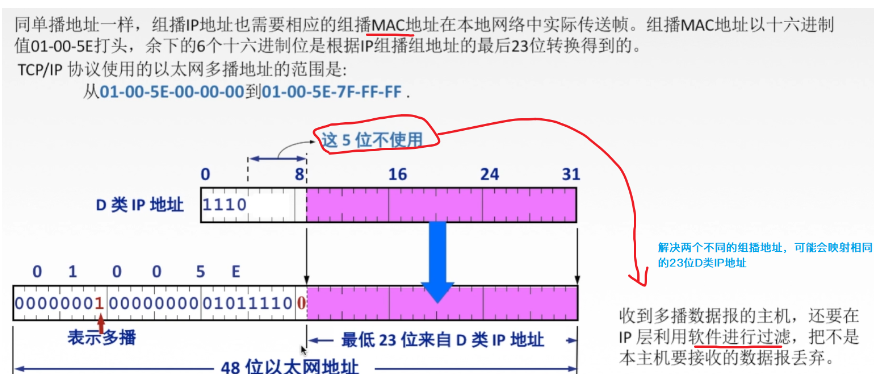 同单播地址一样，组播IP地址也需要相应的组播MAC地址在本地网络中实际传送帧。组播MAC地址以十六进制
值01-00-5E打头，余下的6个十六进制位是根据IP组播组地址的最后23位转换得到的。
TCP/IP 协议使用的以太网多播地址的范围是:
从01-00-5E-00-00-00到01-00-5E-7F-FF-FF .
这 5 位不使用
0 8 16 24 31
D 类 IP 地址
1110
解决两个不同的组播地址，可能会映射相同
的23位D类IP地址
0 1 0 0 5 E
0000000100000000010111100
表示多播
最低 23 位来自 D 类 IP 地址
48 位以太网地址
收到多播数据报的主机，还要在
IP 层利用软件进行过滤，把不是
本主机要接收的数据报丢弃。